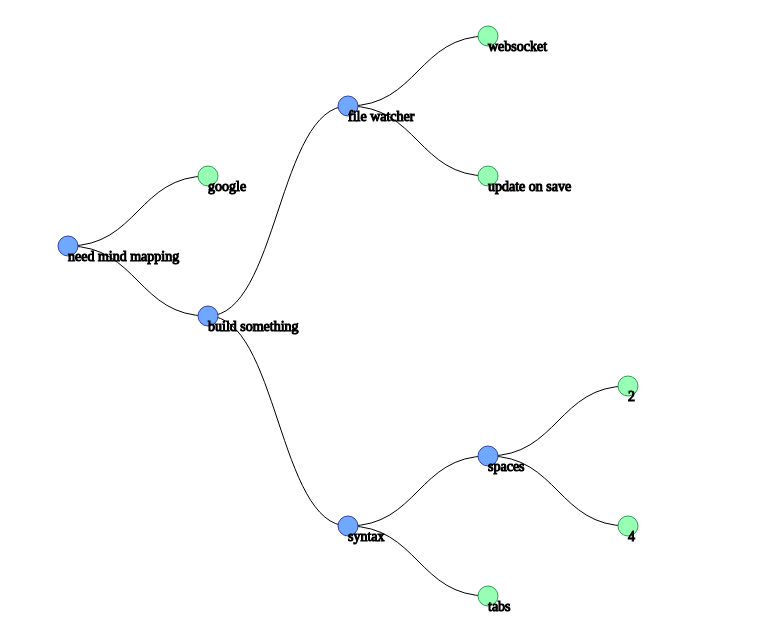 websocket
file watcher
update on save
google
need mind mapping
build something
2
spaces
4
syntax
tabs